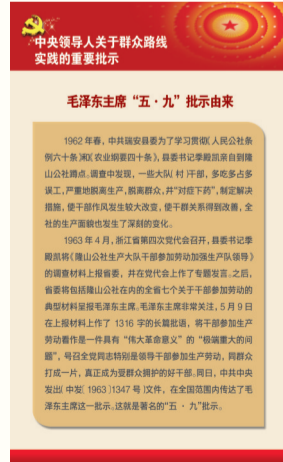 中央领导人关于群众路线
实践的重要批示
毛泽东主席“五·九”批示由来
1962年春，中共瑞安县委为了学习贯彻《人民公社条
例六十条》和《农业纲要四十条》，县委书记季殿凯亲自到隆
山公社蹲点。调查中发现，一些大队(村)干部，多吃多占多
误工，严重地脱离生产，脱离群众，并“对症下药”，制定解决
措施，使干部作风发生较大改变，使干群关系得到改善，全
社的生产面貌也发生了深刻的变化。
1963年4月，浙江省第四次党代会召开，县委书记季
殿凯将《隆山公社生产大队干部参加劳动加强生产队领导》
的调查材料上报省委，并在党代会上作了专题发言。之后，
省委将包括隆山公社在内的全省七个关于干部参加劳动的
典型材料呈报毛泽东主席。毛泽东主席非常关注，5月9日
在上报材料上作了1316字的长篇批语，将干部参加生产
劳动看作是一件具有“伟大革命意义”的“极端重大的问
题”，号召全党同志特别是领导干部参加生产劳动，同群众
打成一片，真正成为受群众拥护的好干部。同日，中共中央
发出《中发〔1963〕347号》文件，在全国范围内传达了毛
泽东主席这一批示。这就是著名的“五·九”批示。